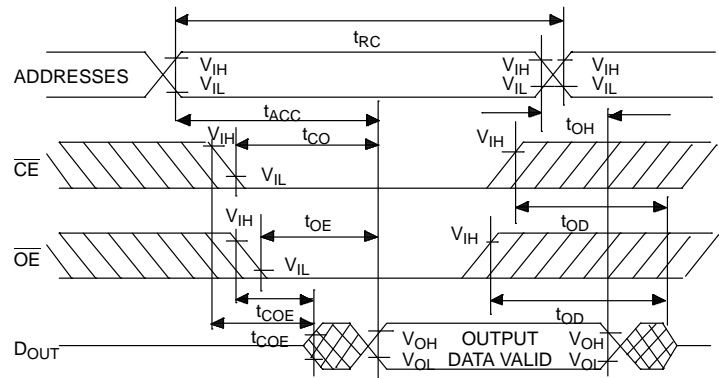 tRC
ADDRESSES VIH VIH VIH
VIL VIL VIL
tACC
tOH
VIH tCO VIH
CE
VIL
VIH tOE VIH tOD
OE
VIL
tCOE tOD
tCOE VOH OUTPUT VOH
DOUT VOL DATA VALID VOL